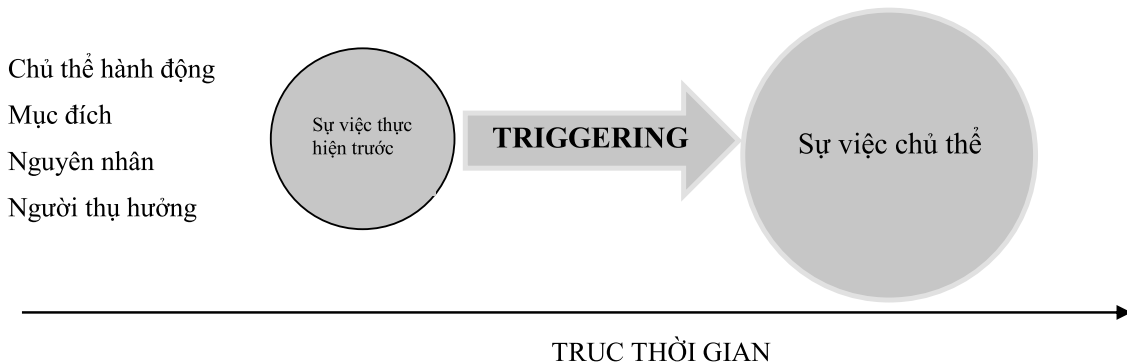 Chủ thể hành động
Mục đích
Nguyên nhân
Người thụ hưởng
Sự việc thực
hiện trước
TRIGGERING
Sự việc chủ thể
TRUC THỜI GIAN